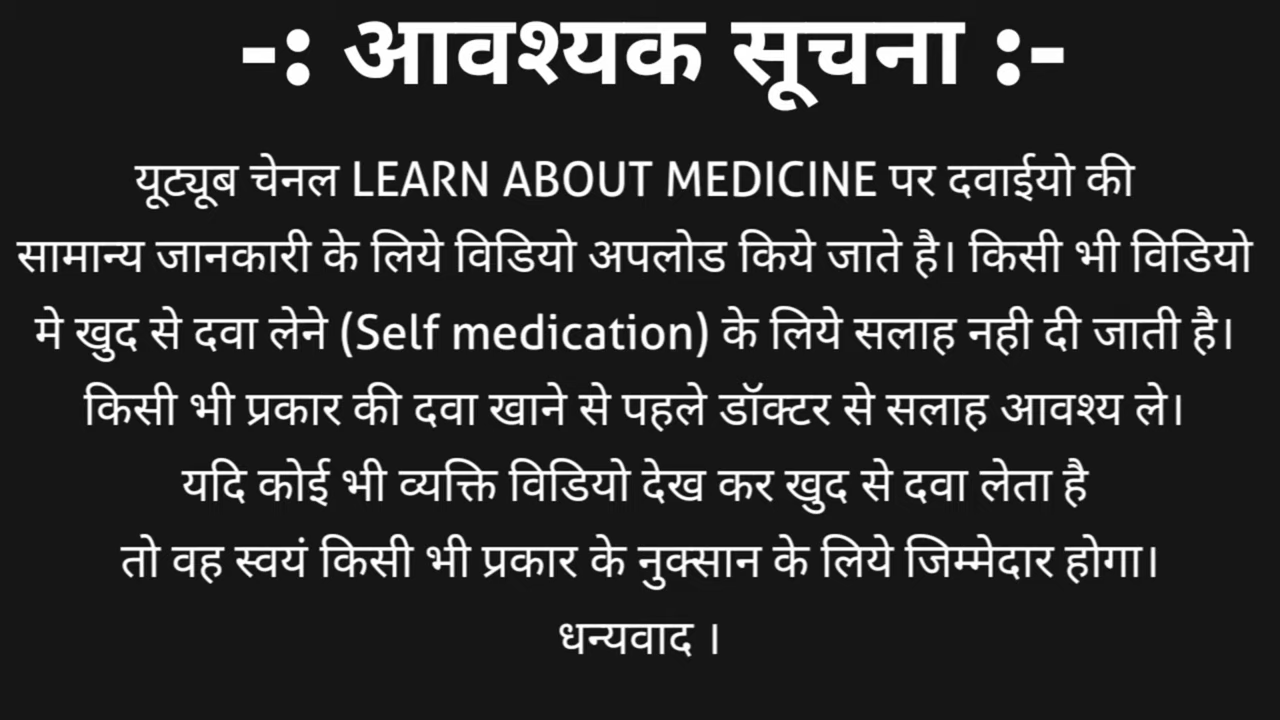 -: आवश्यक सूचना :-
यूट्यूब चेनल LEARN ABOUT MEDICINE पर दवाईयो की
सामान्य जानकारी के लिये विडियो अपलोड किये जाते है। किसी भी विडियो
मे खुद से दवा लेने (Self medication) के लिये सलाह नही दी जाती है।
किसी भी प्रकार की दवा खाने से पहले डॉक्टर से सलाह आवश्य ले।
यदि कोई भी व्यक्ति विडियो देख कर खुद से दवा लेता है
तो वह स्वयं किसी भी प्रकार के नुक्सान के लिये जिम्मेदार होगा।
धन्यवाद ।